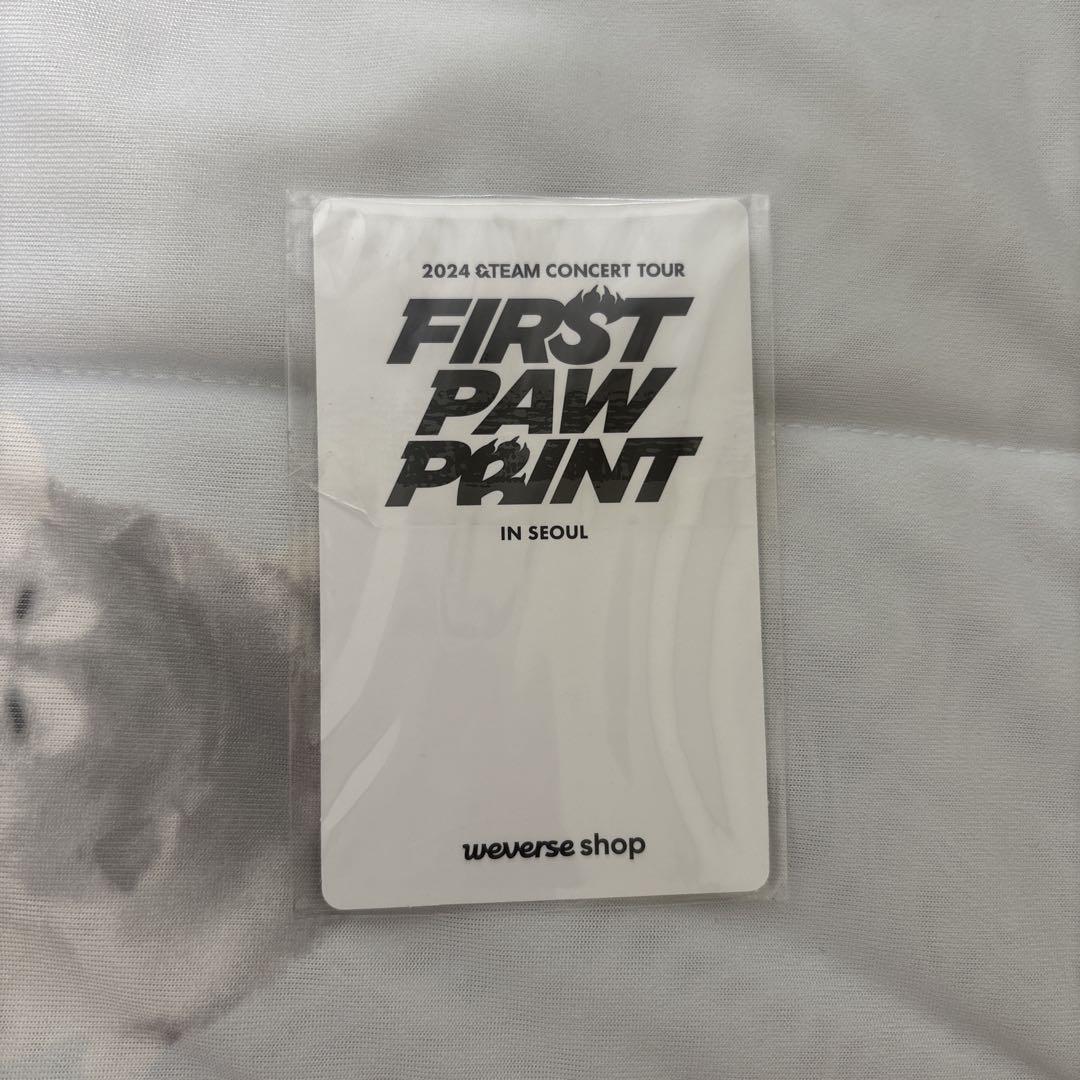 2024 &TEAM CONCERT TOUR
FIRST
PAW
PRINT
IN SEOUL
weverse shop